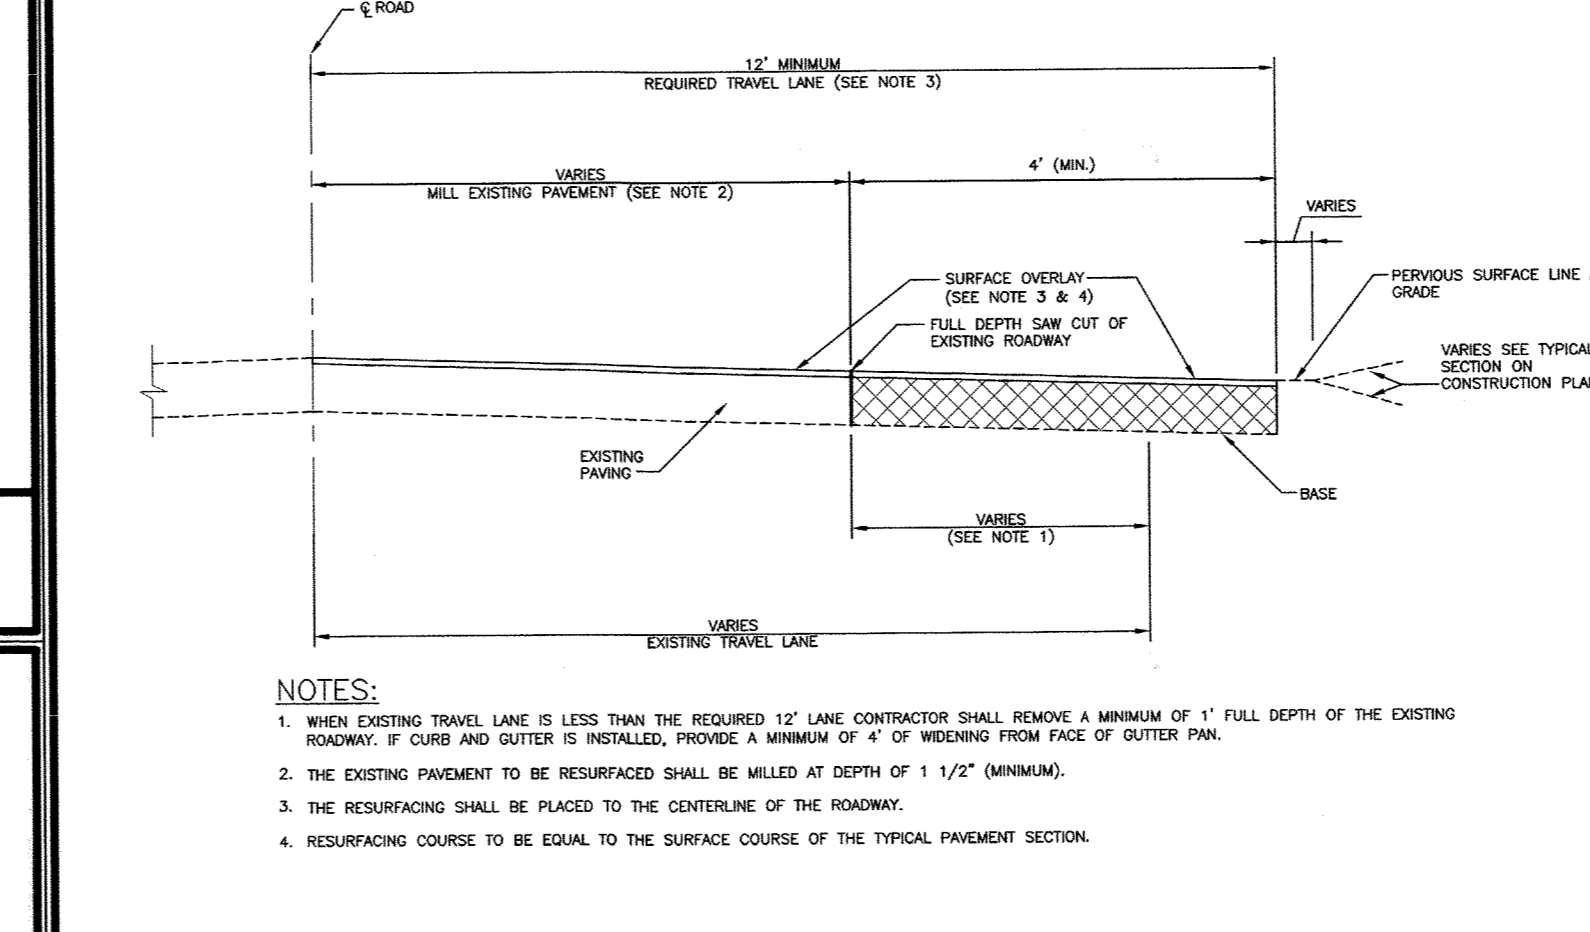 ℄ ROAD
12' MINIMUM
REQUIRED TRAVEL LANE (SEE NOTE 3)
VARIES
MILL EXISTING PAVEMENT (SEE NOTE 2)
4' (MIN.)
VARIES
SURFACE OVERLAY
(SEE NOTE 3 & 4)
PERVIOUS SURFACE LINE
GRADE
FULL DEPTH SAW CUT OF
EXISTING ROADWAY
VARIES SEE TYPICAL
SECTION ON
CONSTRUCTION
EXISTING
PAVING
BASE
VARIES
(SEE NOTE 1)
VARIES
EXISTING TRAVEL LANE
NOTES:
1. WHEN EXISTING TRAVEL LANE IS LESS THAN THE REQUIRED 12' LANE CONTRACTOR SHALL REMOVE A MINIMUM OF 1' FULL DEPTH OF THE EXISTING
ROADWAY. IF CURB AND GUTTER IS INSTALLED, PROVIDE A MINIMUM OF 4' OF WIDENING FROM FACE OF GUTTER PAN.
2. THE EXISTING PAVEMENT TO BE RESURFACED SHALL BE MILLED AT DEPTH OF 1 1/2" (MINIMUM).
3. THE RESURFACING SHALL BE PLACED TO THE CENTERLINE OF THE ROADWAY.
4. RESURFACING COURSE TO BE EQUAL TO THE SURFACE COURSE OF THE TYPICAL PAVEMENT SECTION.